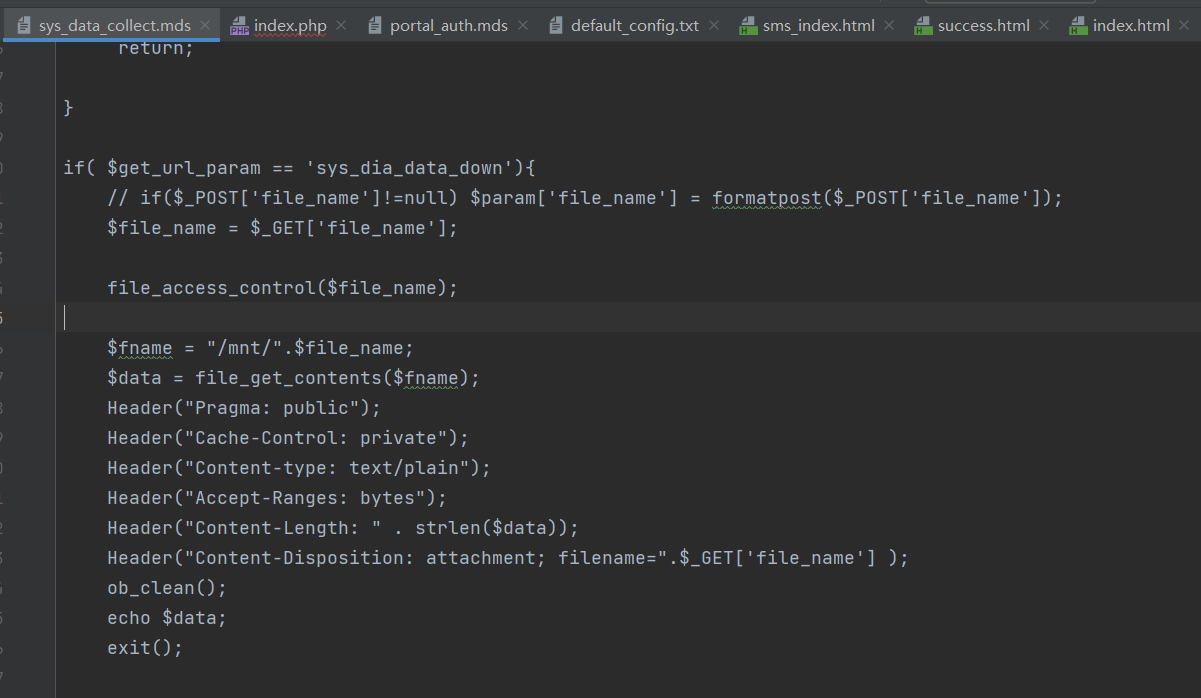 sys_data_collect.mds index.php portal_auth.mds default_config.txt sms_index.html success.html index.html
return;
}
if( $get_url_param == 'sys_dia_data_down'){
// if($_POST['file_name']!=null) $param['file_name'] = formatpost($_POST['file_name']);
$file_name = $_GET['file_name'];
file_access_control($file_name);
$fname = "/mnt/".$file_name;
$data = file_get_contents($fname);
Header("Pragma: public");
Header("Cache-Control: private");
Header("Content-type: text/plain");
Header("Accept-Ranges: bytes");
Header("Content-Length: " . strlen($data));
Header("Content-Disposition: attachment; filename=".$_GET['file_name'] );
ob_clean();
echo $data;
exit();